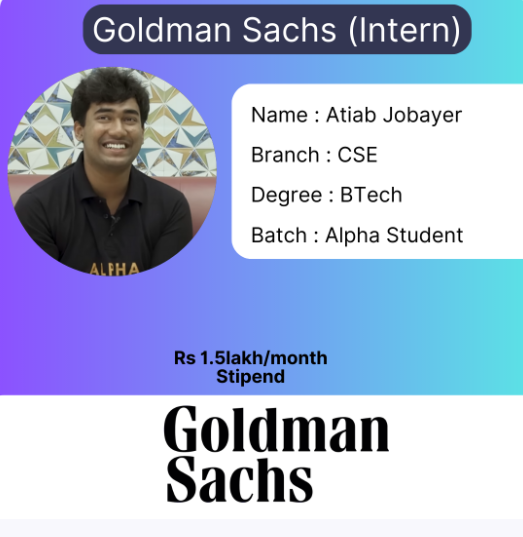 Goldman Sachs (Intern)
Name : Atiab Jobayer
Branch : CSE
Degree : BTech
Batch : Alpha Student
ALPHA
Rs 1.5lakh/month
Stipend
Goldman
Sachs